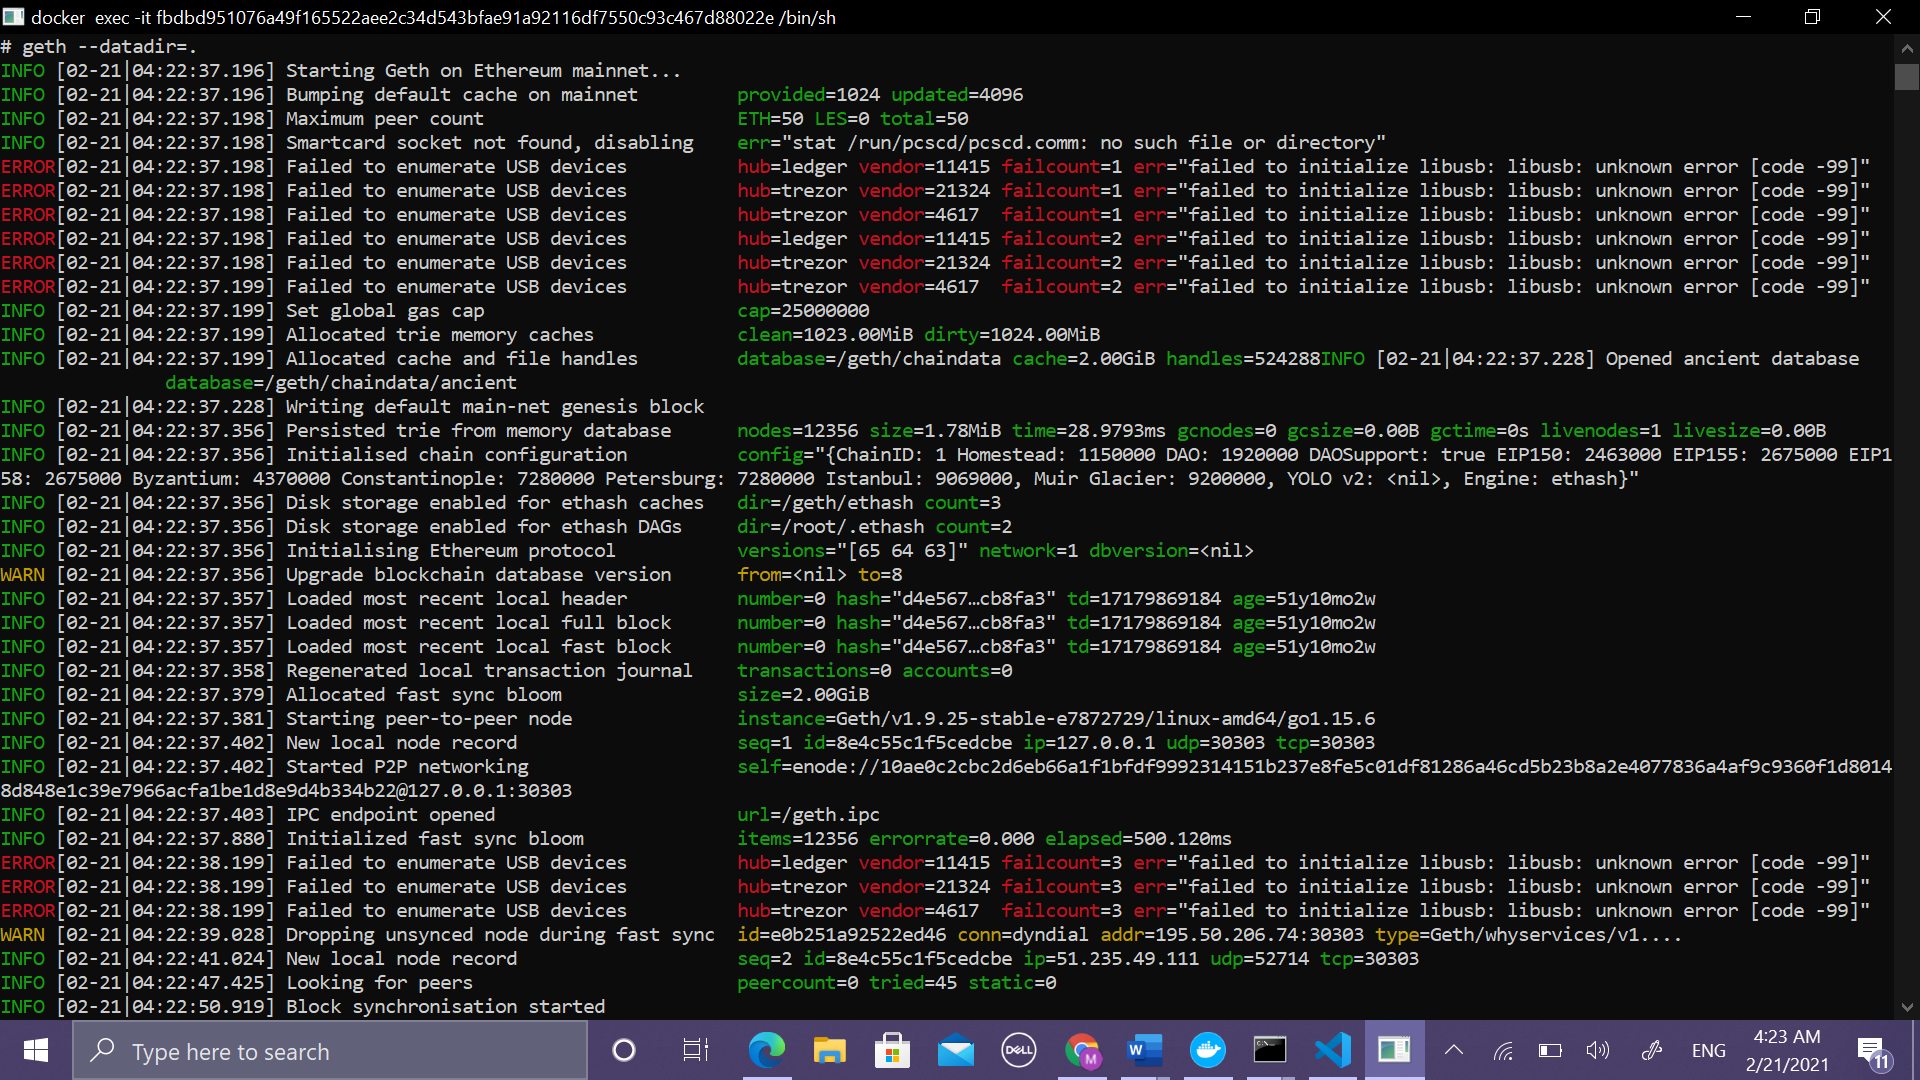 docker exec -it fbdbd951076a49f165522aee2c34d543bfae91a92116df7550c93c467d88022e /bin/sh
# geth --datadir=.
INFO [02-21|04:22:37.196] Starting Geth on Ethereum mainnet...
INFO [02-21|04:22:37.196] Bumping default cache on mainnet provided=1024 updated=4096
INFO [02-21|04:22:37.198] Maximum peer count ETH=50 LES=0 total=50
INFO [02-21|04:22:37.198] Smartcard socket not found, disabling err="stat /run/pcscd/pcscd.comm: no such file or directory"
ERROR[02-21|04:22:37.198] Failed to enumerate USB devices hub=ledger vendor=11415 failcount=1 err="failed to initialize libusb: libusb: unknown error [code -99]"
ERROR[02-21|04:22:37.198] Failed to enumerate USB devices hub=trezor vendor=21324 failcount=1 err="failed to initialize libusb: libusb: unknown error [code -99]"
ERROR[02-21|04:22:37.198] Failed to enumerate USB devices hub=trezor vendor=4617 failcount=1 err="failed to initialize libusb: libusb: unknown error [code -99]"
ERROR[02-21|04:22:37.198] Failed to enumerate USB devices hub=ledger vendor=11415 failcount=2 err="failed to initialize libusb: libusb: unknown error [code -99]"
ERROR[02-21|04:22:37.198] Failed to enumerate USB devices hub=trezor vendor=21324 failcount=2 err="failed to initialize libusb: libusb: unknown error [code -99]"
ERROR[02-21|04:22:37.199] Failed to enumerate USB devices hub=trezor vendor=4617 failcount=2 err="failed to initialize libusb: libusb: unknown error [code -99]"
INFO [02-21|04:22:37.199] Set global gas cap cap=25000000
INFO [02-21|04:22:37.199] Allocated trie memory caches clean=1023.00MiB dirty=1024.00MiB
INFO [02-21|04:22:37.199] Allocated cache and file handles database=/geth/chaindata cache=2.00GiB handles=524288INFO [02-21|04:22:37.228] Opened ancient database
database=/geth/chaindata/ancient
INFO [02-21|04:22:37.228] Writing default main-net genesis block
INFO [02-21|04:22:37.356] Persisted trie from memory database nodes=12356 size=1.78MiB time=28.9793ms gcnodes=0 gcsize=0.00B gctime=0s livenodes=1 livesize=0.00B
INFO [02-21|04:22:37.356] Initialised chain configuration config="{ChainID: 1 Homestead: 1150000 DAO: 1920000 DAOSupport: true EIP150: 2463000 EIP155: 2675000 EIP1
58: 2675000 Byzantium: 4370000 Constantinople: 7280000 Petersburg: 7280000 Istanbul: 9069000, Muir Glacier: 9200000, YOLO v2: <nil>, Engine: ethash}"
INFO [02-21|04:22:37.356] Disk storage enabled for ethash caches dir=/geth/ethash count=3
INFO [02-21|04:22:37.356] Disk storage enabled for ethash DAGs dir=/root/.ethash count=2
INFO [02-21|04:22:37.356] Initialising Ethereum protocol versions="[65 64 63]" network=1 dbversion=<nil>
WARN [02-21|04:22:37.356] Upgrade blockchain database version from=<nil> to=8
INFO [02-21|04:22:37.357] Loaded most recent local header number=0 hash="d4e567…cb8fa3" td=17179869184 age=51y10mo2w
INFO [02-21|04:22:37.357] Loaded most recent local full block number=0 hash="d4e567…cb8fa3" td=17179869184 age=51y10mo2w
INFO [02-21|04:22:37.357] Loaded most recent local fast block number=0 hash="d4e567…cb8fa3" td=17179869184 age=51y10mo2w
INFO [02-21|04:22:37.358] Regenerated local transaction journal transactions=0 accounts=0
INFO [02-21|04:22:37.379] Allocated fast sync bloom size=2.00GiB
INFO [02-21|04:22:37.381] Starting peer-to-peer node instance=Geth/v1.9.25-stable-e7872729/linux-amd64/go1.15.6
INFO [02-21|04:22:37.402] New local node record seq=1 id=8e4c55c1f5cedcbe ip=127.0.0.1 udp=30303 tcp=30303
INFO [02-21|04:22:37.402] Started P2P networking self=enode://10ae0c2cbc2d6eb66a1f1bfdf9992314151b237e8fe5c01df81286a46cd5b23b8a2e4077836a4af9c9360f1d8014
8d848e1c39e7966acfa1be1d8e9d4b334b22@127.0.0.1:30303
INFO [02-21|04:22:37.403] IPC endpoint opened url=/geth.ipc
INFO [02-21|04:22:37.880] Initialized fast sync bloom items=12356 errorrate=0.000 elapsed=500.120ms
ERROR[02-21|04:22:38.199] Failed to enumerate USB devices hub=ledger vendor=11415 failcount=3 err="failed to initialize libusb: libusb: unknown error [code -99]"
ERROR[02-21|04:22:38.199] Failed to enumerate USB devices hub=trezor vendor=21324 failcount=3 err="failed to initialize libusb: libusb: unknown error [code -99]"
ERROR[02-21|04:22:38.199] Failed to enumerate USB devices hub=trezor vendor=4617 failcount=3 err="failed to initialize libusb: libusb: unknown error [code -99]"
WARN [02-21|04:22:39.028] Dropping unsynced node during fast sync id=e0b251a92522ed46 conn=dyndial addr=195.50.206.74:30303 type=Geth/whyservices/v1....
INFO [02-21|04:22:41.024] New local node record seq=2 id=8e4c55c1f5cedcbe ip=51.235.49.111 udp=52714 tcp=30303
INFO [02-21|04:22:47.425] Looking for peers peercount=0 tried=45 static=0
INFO [02-21|04:22:50.919] Block synchronisation started
Type here to search
DELL
M
W
ENG
4:23 AM
2/21/2021
11